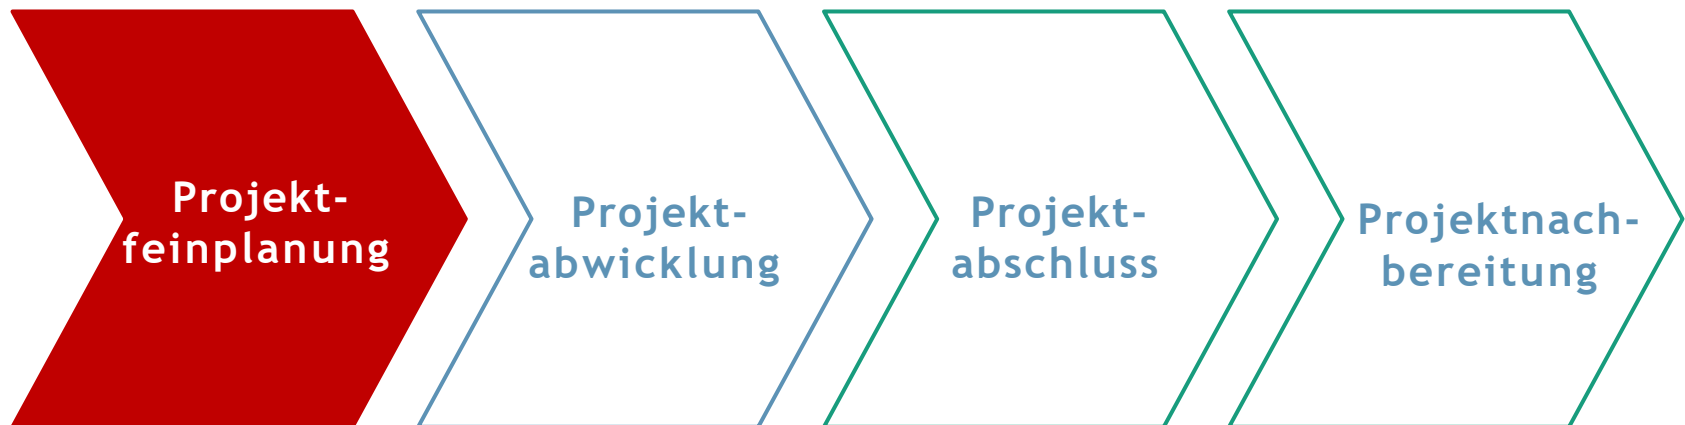 Projekt-
feinplanung
Projekt-
abwicklung
Projekt-
abschluss
Projektnach-
bereitung